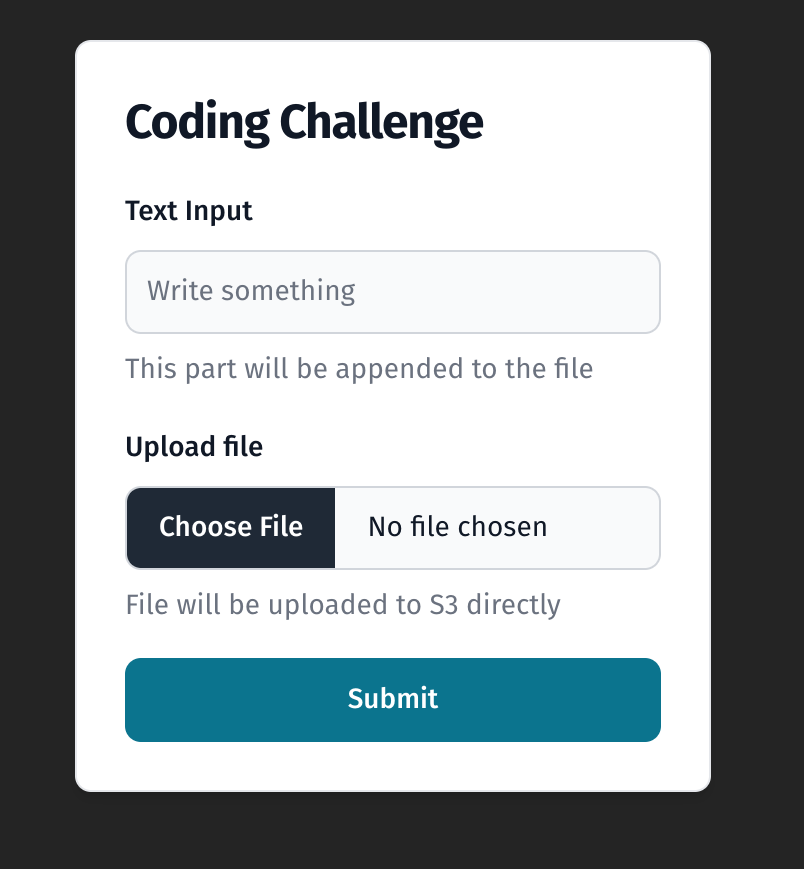 Coding Challenge
Text Input
Write something
This part will be appended to the file
Upload file
Choose File No file chosen
File will be uploaded to S3 directly
Submit